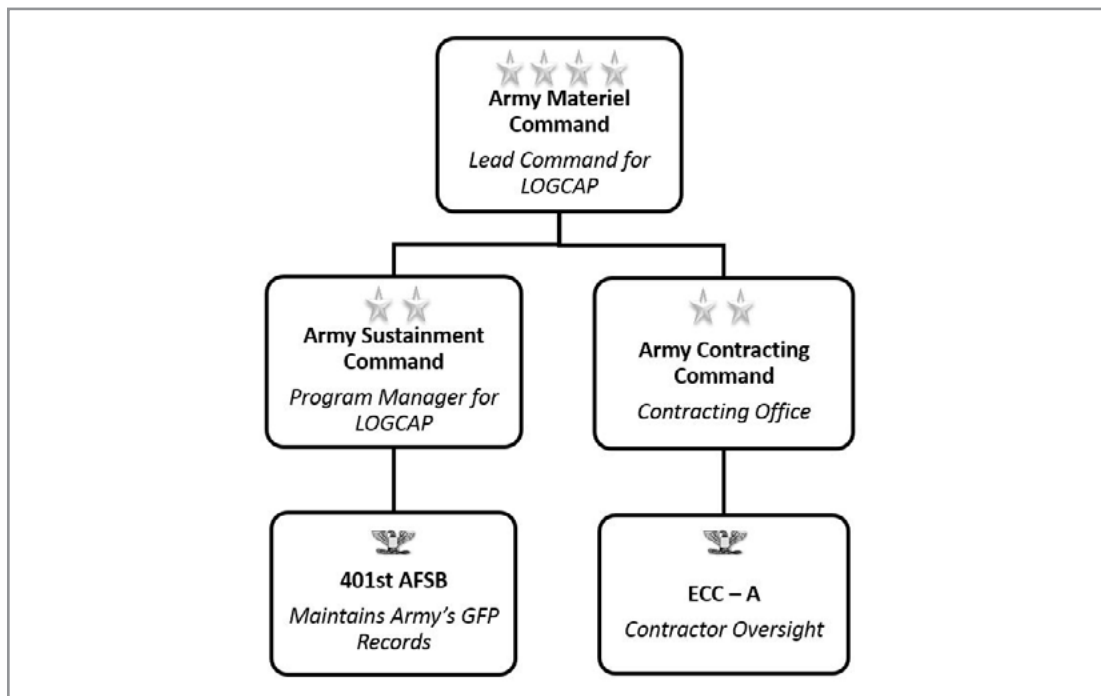 Army Materiel
Command
Lead Command for
LOGCAP
Army Sustainment
Command
Program Manager for
LOGCAP
Army Contracting
Command
Contracting Office
401st AFSB
Maintains Army's GFP
Records
ECC – A
Contractor Oversight